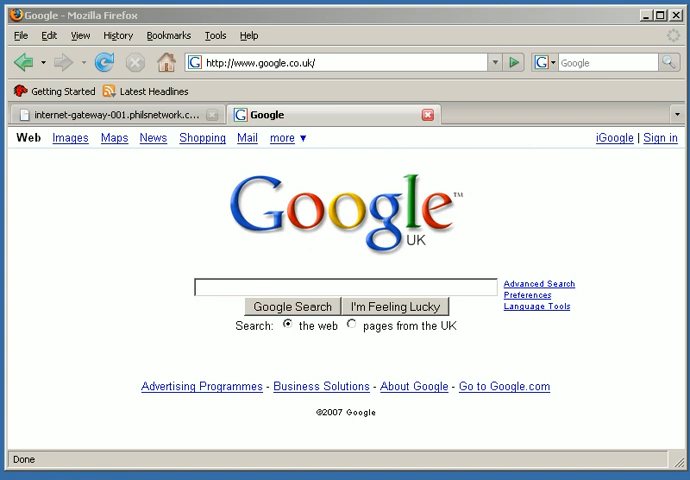 Google - Mozilla Firefox
File Edit View History Bookmarks Tools Help
http://www.google.co.uk/ Google
Getting Started Latest Headlines
internet-gateway-001.philsnetwork.c... Google
Web Images Maps News Shopping Mail more ▼ iGoogle | Sign in
Google™
UK
Advanced Search
Preferences
Language Tools
Google Search I'm Feeling Lucky
Search: the web pages from the UK
Advertising Programmes - Business Solutions - About Google - Go to Google.com
©2007 Google
Done